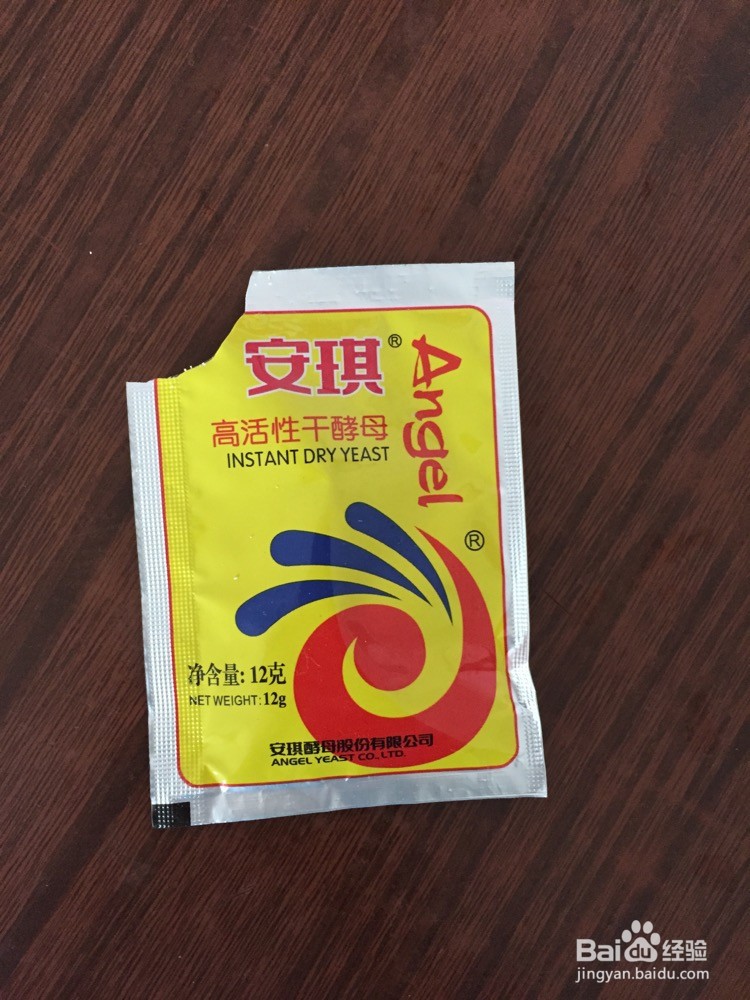 安琪®
Angel®
高活性干酵母
INSTANT DRY YEAST
净含量: 12克
NET WEIGHT: 12g
安琪酵母股份有限公司
ANGEL YEAST CO., LTD.
Bai du 经验
jingyan.baidu.com